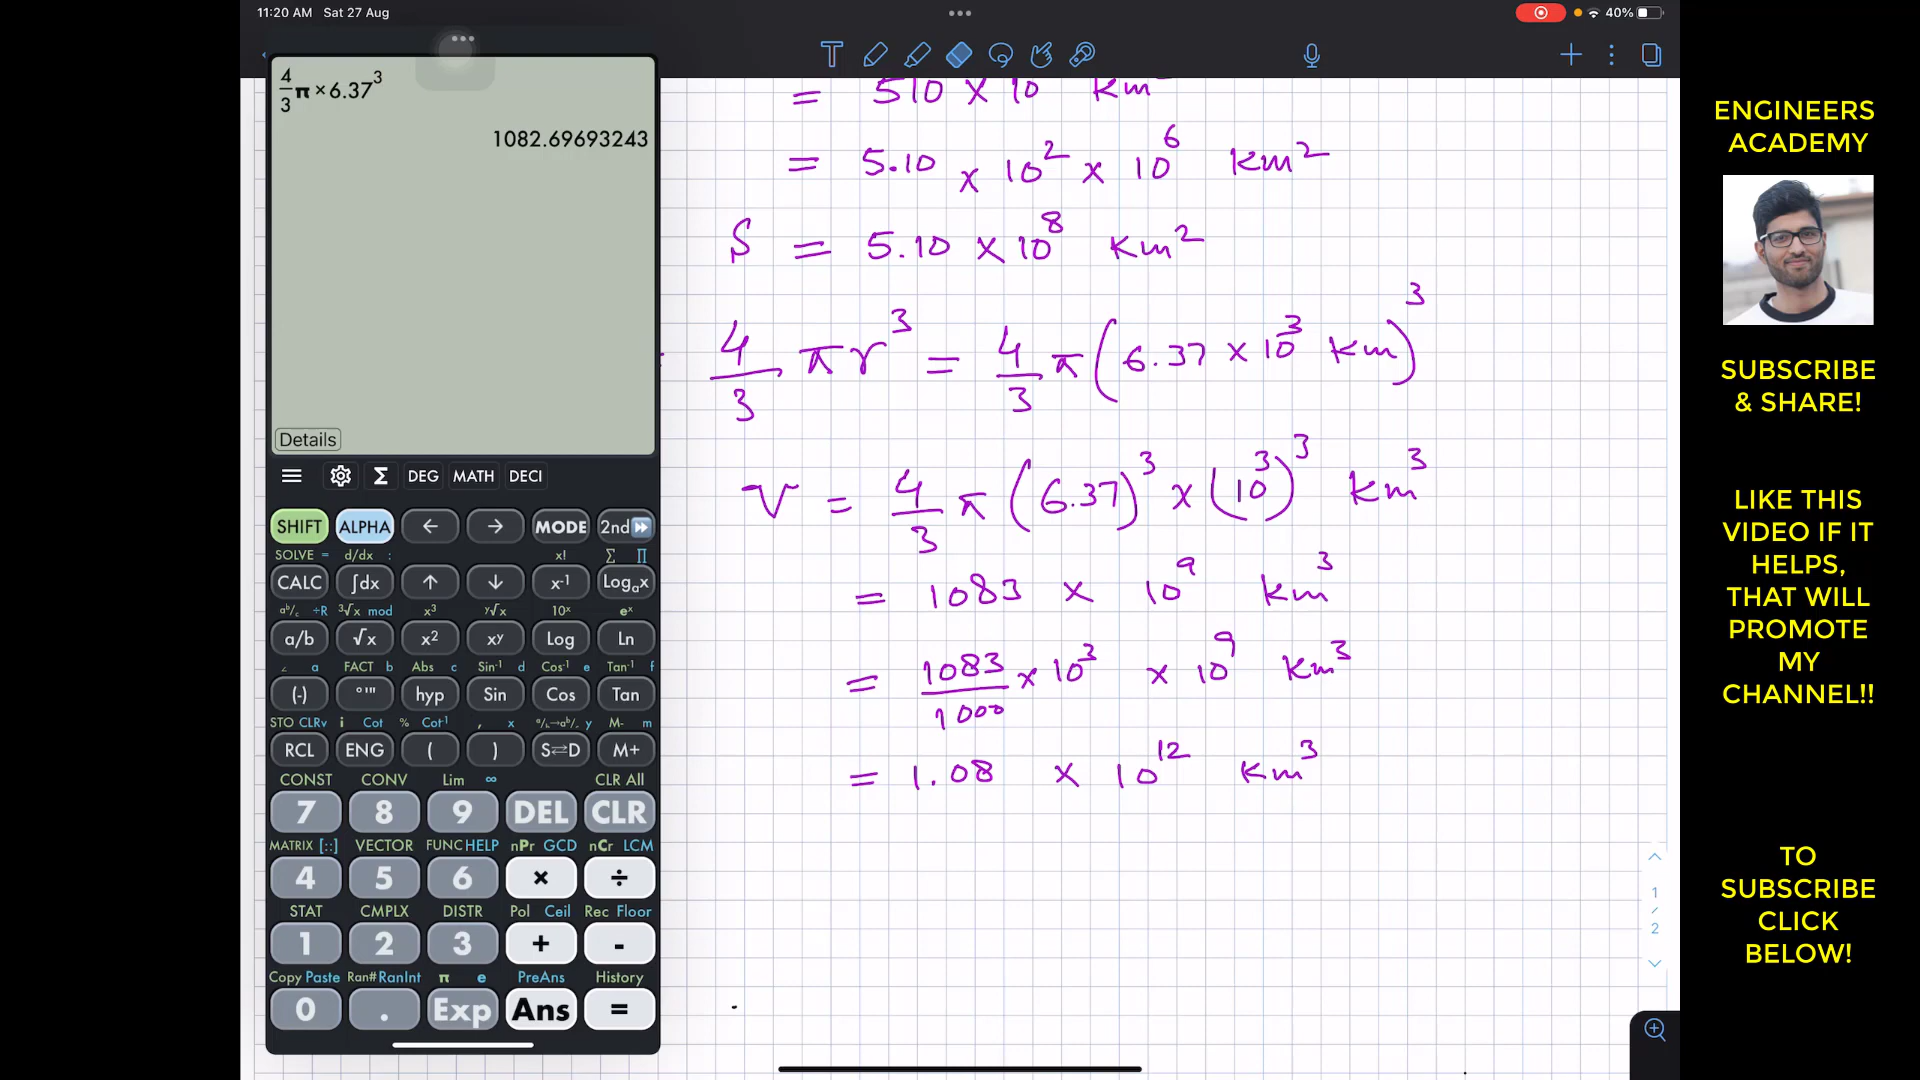 11:20 AM Sat 27 Aug
40%
4/3 π×6.37³
1082.69693243
Details
DEG MATH DECI
SHIFT ALPHA ← → MODE 2nd
SOLVE = d/dx : x! Σ ∏
CALC ∫dx ↑ ↓ x⁻¹ Logₐx
aᵇ/c ÷R ³√x mod x³ ʸ√x 10ˣ eˣ
a/b √x x² xʸ Log Ln
∠ a FACT b Abs c Sin⁻¹ d Cos⁻¹ e Tan⁻¹ f
(-) °'" hyp Sin Cos Tan
STO CLRv i Cot % Cot⁻¹ , x y M- m
RCL ENG ( ) S⇄D M+
CONST CONV Lim ∞ CLR All
7 8 9 DEL CLR
MATRIX [::] VECTOR FUNC HELP nPr GCD nCr LCM
4 5 6 × ÷
STAT CMPLX DISTR Pol Ceil Rec Floor
1 2 3 + -
Copy Paste Ran# RanInt π e PreAns History
0 . Exp Ans =
= 510 × 10 km
= 5.10 × 10² × 10⁶ km²
S = 5.10 × 10⁸ km²
4/3 πr³ = 4/3 π(6.37 × 10³ km)³
V = 4/3 π(6.37)³ × (10³)³ km³
= 1083 × 10⁹ km³
= 1083/1000 × 10³ × 10⁹ km³
= 1.08 × 10¹² km³
1
/
2
ENGINEERS
ACADEMY
SUBSCRIBE
& SHARE!
LIKE THIS
VIDEO IF IT
HELPS,
THAT WILL
PROMOTE
MY
CHANNEL!!
TO
SUBSCRIBE
CLICK
BELOW!